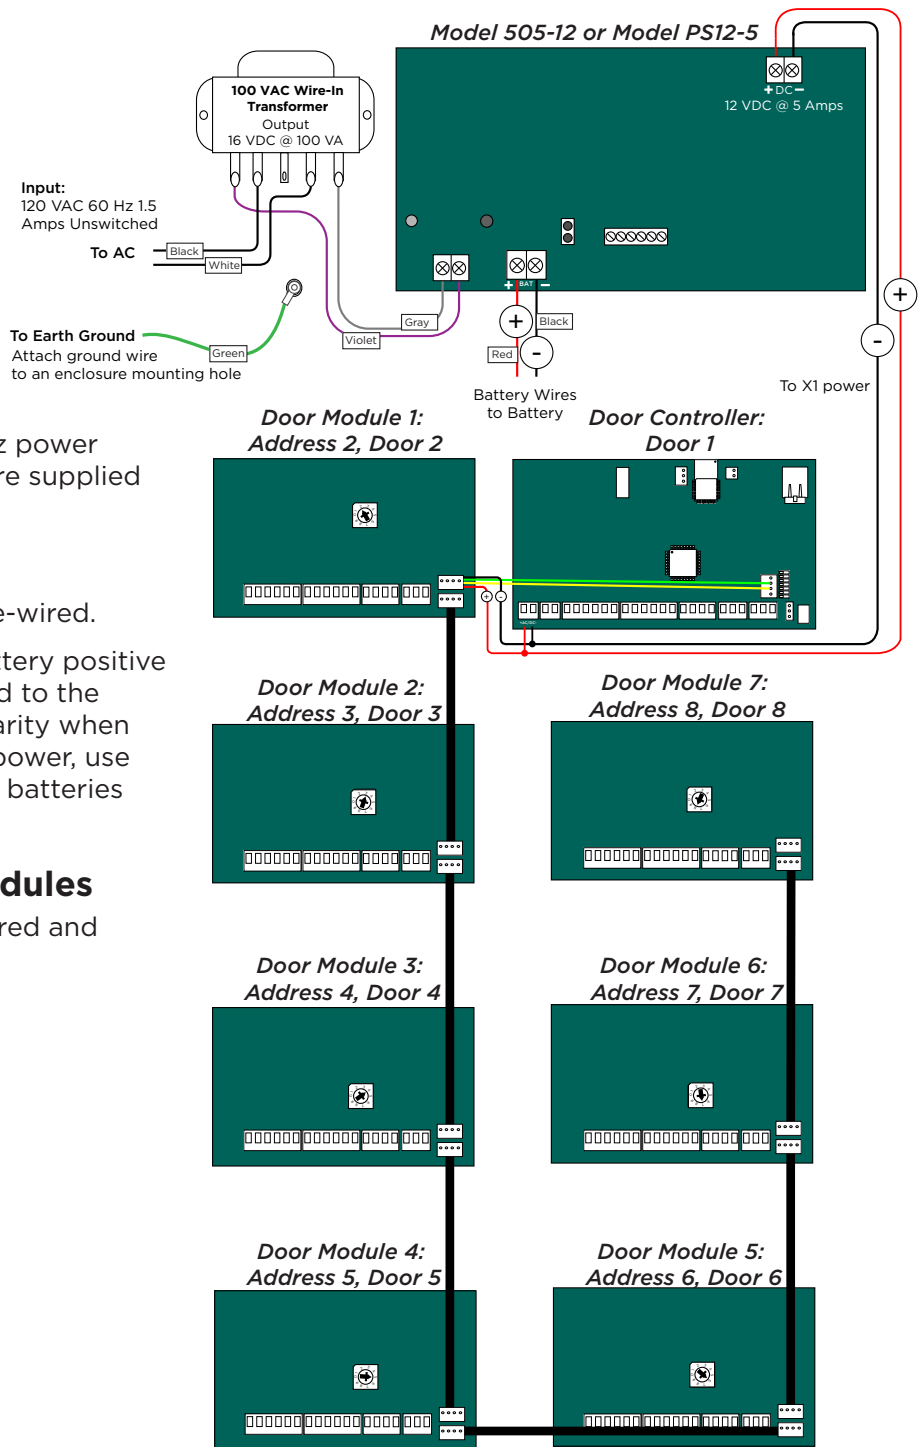 Model 505-12 or Model PS12-5
100 VAC Wire-In
Transformer
Output
16 VDC @ 100 VA
+ DC −
12 VDC @ 5 Amps
Input:
120 VAC 60 Hz 1.5
Amps Unswitched
To AC
Black
White
+ BAT −
+
Black
Gray
Violet
Red
-
+
-
To Earth Ground
Attach ground wire
to an enclosure mounting hole
Green
Battery Wires
to Battery
To X1 power
z power
re supplied
e-wired.
ttery positive
d to the
arity when
power, use
batteries
dules
red and
Door Module 1:
Address 2, Door 2
Door Controller:
Door 1
+
-
Door Module 2:
Address 3, Door 3
Door Module 7:
Address 8, Door 8
Door Module 3:
Address 4, Door 4
Door Module 6:
Address 7, Door 7
Door Module 4:
Address 5, Door 5
Door Module 5:
Address 6, Door 6